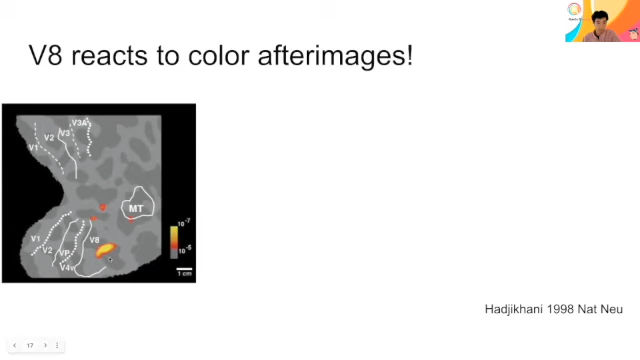 V8 reacts to color afterimages!
V3A
V2 V3
V1
MT
V1
V8
V2
VP
V4v
10⁻⁷
10⁻⁵
1 cm
Hadjikhani 1998 Nat Neu
17